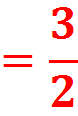 = 3/2